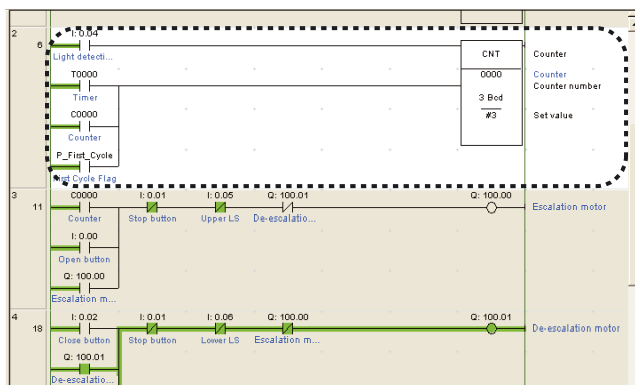 2
6
I: 0.04
Light detecti...
CNT
Counter
T0000
0000
Counter
Counter number
Timer
3 Bcd
C0000
#3
Set value
Counter
P_First_Cycle
First Cycle Flag
3
11
C0000
I: 0.01
I: 0.05
Q: 100.01
Q: 100.00
Counter
Stop button
Upper LS
De-escalatio...
Escalation motor
I: 0.00
Open button
Q: 100.00
Escalation m...
4
18
I: 0.02
I: 0.01
I: 0.06
Q: 100.00
Q: 100.01
Close button
Stop button
Lower LS
Escalation m...
De-escalation motor
Q: 100.01
De-escalatio...